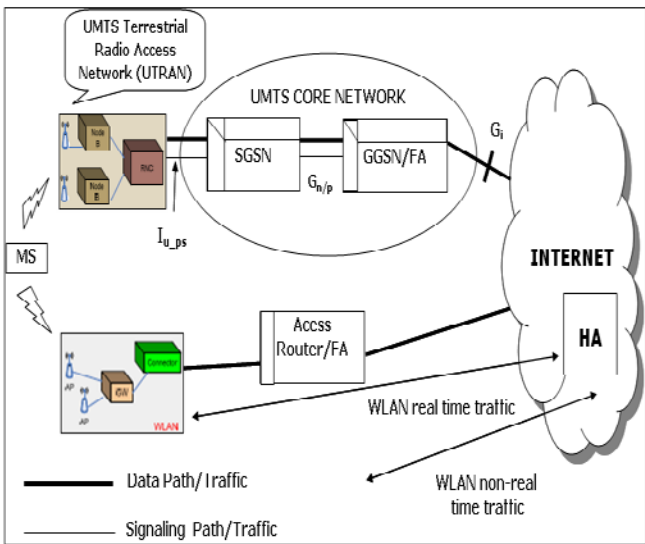 UMTS Terrestrial
Radio Access
Network (UTRAN)
UMTS CORE NETWORK
Node
B
Node
B
RNC
SGSN
GGSN/FA
Gi
Gn/p
Iu_ps
MS
INTERNET
HA
Accss
Router/FA
Connector
GW
AP
AP
WLAN
WLAN real time traffic
WLAN non-real
time traffic
Data Path/Traffic
Signaling Path/Traffic